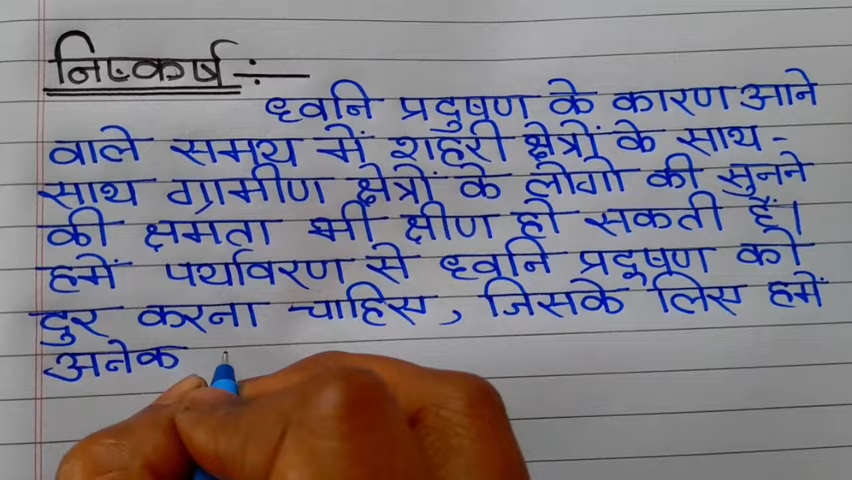 निष्कर्ष :-
ध्वनि प्रदुषण के कारण आने
वाले समय में शहरी क्षेत्रों के साथ -
साथ ग्रामीण क्षेत्रों के लोगो की सुनने
की क्षमता भी क्षीण हो सकती हैं।
हमें पर्यावरण से ध्वनि प्रदूषण को
दुर करना चाहिस, जिसके लिस हमें
अनेक